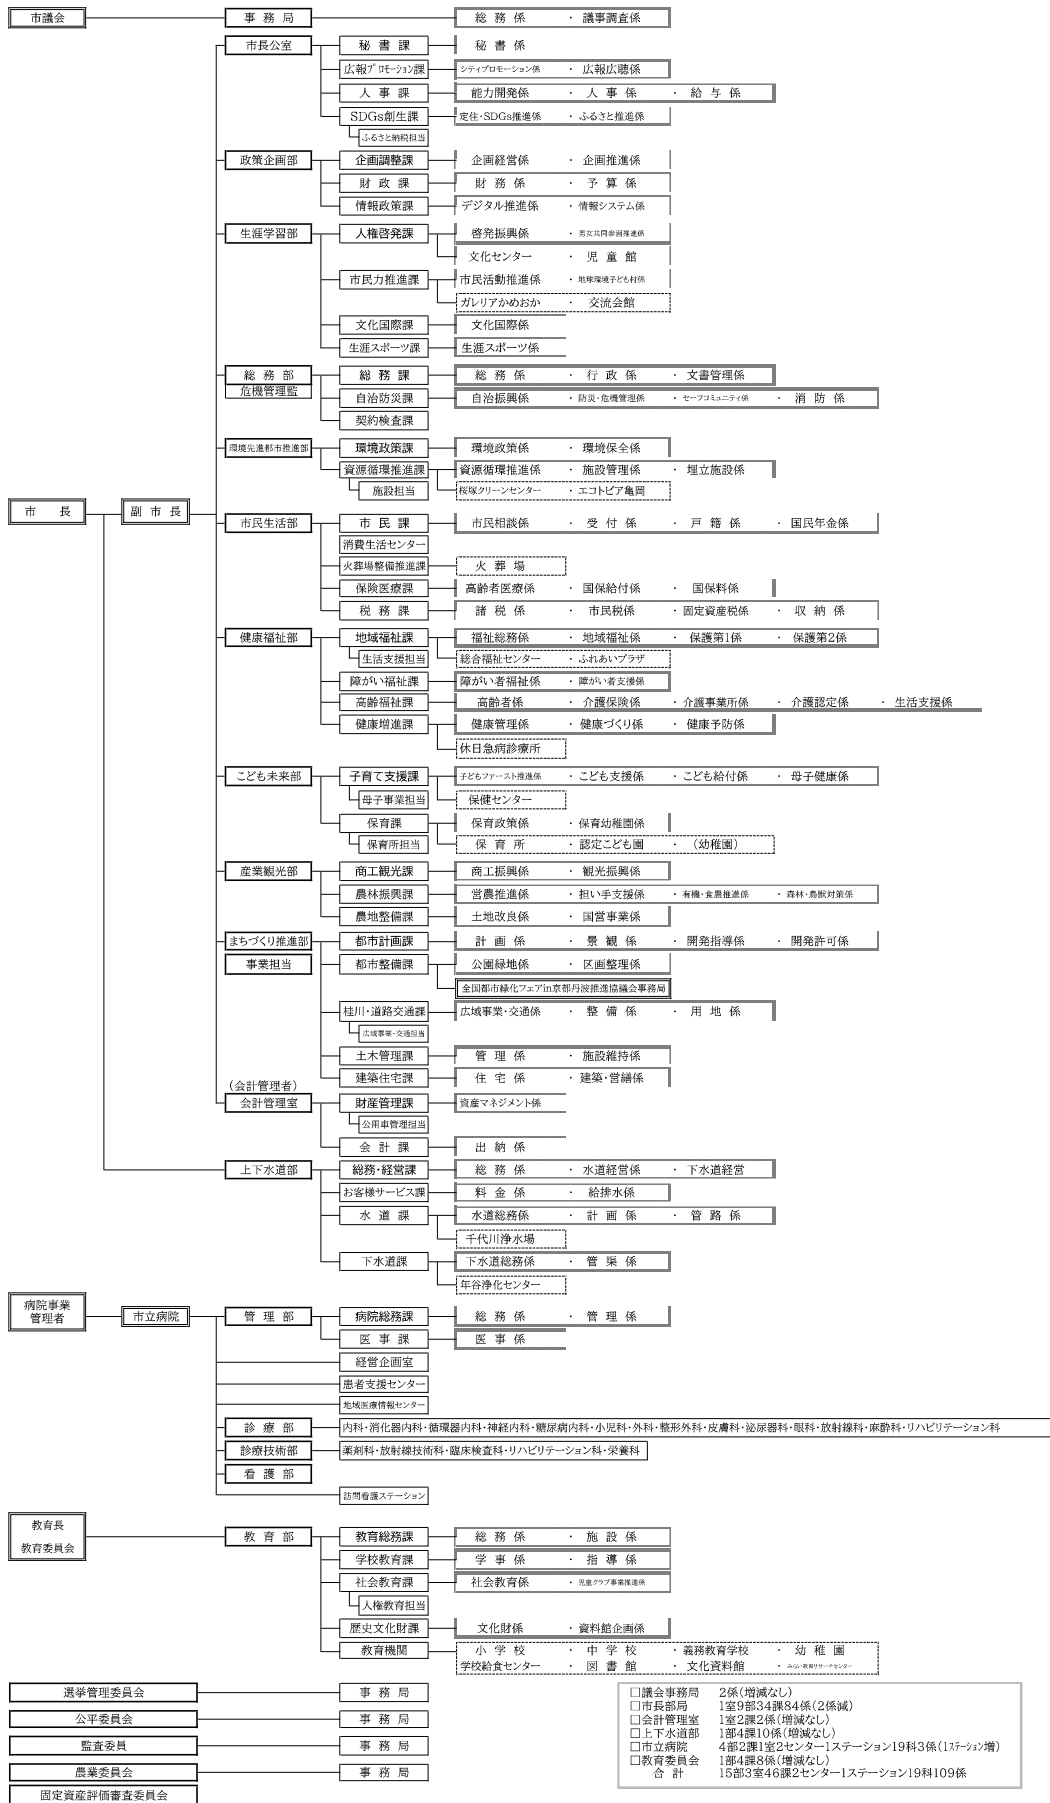 市議会 事務局 総務係 ・ 議事調査係
市長公室 秘書課 秘書係
広報プロモーション課 シティプロモーション係 ・ 広報広聴係
人事課 能力開発係 ・ 人事係 ・ 給与係
SDGs創生課 定住・SDGs推進係 ・ ふるさと推進係
ふるさと納税担当
政策企画部 企画調整課 企画経営係 ・ 企画推進係
財政課 財務係 ・ 予算係
情報政策課 デジタル推進係 ・ 情報システム係
生涯学習部 人権啓発課 啓発振興係 ・ 男女共同参画推進係
文化センター ・ 児童館
市民力推進課 市民活動推進係 ・ 地球環境子ども村係
ガレリアかめおか ・ 交流会館
文化国際課 文化国際係
生涯スポーツ課 生涯スポーツ係
総務部 総務課 総務係 ・ 行政係 ・ 文書管理係
危機管理監 自治防災課 自治振興係 ・ 防災・危機管理係 ・ セーフコミュニティ係 ・ 消防係
契約検査課
環境先進都市推進部 環境政策課 環境政策係 ・ 環境保全係
資源循環推進課 資源循環推進係 ・ 施設管理係 ・ 埋立施設係
施設担当 桜塚クリーンセンター ・ エコトピア亀岡
市長 副市長 市民生活部 市民課 市民相談係 ・ 受付係 ・ 戸籍係 ・ 国民年金係
消費生活センター
火葬場整備推進課 火葬場
保険医療課 高齢者医療係 ・ 国保給付係 ・ 国保料係
税務課 諸税係 ・ 市民税係 ・ 固定資産税係 ・ 収納係
健康福祉部 地域福祉課 福祉総務係 ・ 地域福祉係 ・ 保護第1係 ・ 保護第2係
生活支援担当 総合福祉センター ・ ふれあいプラザ
障がい福祉課 障がい者福祉係 ・ 障がい者支援係
高齢福祉課 高齢者係 ・ 介護保険係 ・ 介護事業所係 ・ 介護認定係 ・ 生活支援係
健康増進課 健康管理係 ・ 健康づくり係 ・ 健康予防係
休日急病診療所
こども未来部 子育て支援課 子どもファースト推進係 ・ こども支援係 ・ こども給付係 ・ 母子健康係
母子事業担当 保健センター
保育課 保育政策係 ・ 保育幼稚園係
保育所担当 保育所 ・ 認定こども園 ・ (幼稚園)
産業観光部 商工観光課 商工振興係 ・ 観光振興係
農林振興課 営農推進係 ・ 担い手支援係 ・ 有機・食農推進係 ・ 森林・鳥獣対策係
農地整備課 土地改良係 ・ 国営事業係
まちづくり推進部 都市計画課 計画係 ・ 景観係 ・ 開発指導係 ・ 開発許可係
事業担当 都市整備課 公園緑地係 ・ 区画整理係
全国都市緑化フェアin京都丹波推進協議会事務局
桂川・道路交通課 広域事業・交通係 ・ 整備係 ・ 用地係
広域事業・交通担当
土木管理課 管理係 ・ 施設維持係
建築住宅課 住宅係 ・ 建築・営繕係
(会計管理者)
会計管理室 財産管理課 資産マネジメント係
公用車管理担当
会計課 出納係
上下水道部 総務・経営課 総務係 ・ 水道経営係 ・ 下水道経営
お客様サービス課 料金係 ・ 給排水係
水道課 水道総務係 ・ 計画係 ・ 管路係
千代川浄水場
下水道課 下水道総務係 ・ 管渠係
年谷浄化センター
病院事業
管理者 市立病院 管理部 病院総務課 総務係 ・ 管理係
医事課 医事係
経営企画室
患者支援センター
地域医療情報センター
診療部 内科・消化器内科・循環器内科・神経内科・糖尿病内科・小児科・外科・整形外科・皮膚科・泌尿器科・眼科・放射線科・麻酔科・リハビリテーション科
診療技術部 薬剤科・放射線技術科・臨床検査科・リハビリテーション科・栄養科
看護部
訪問看護ステーション
教育長
教育委員会 教育部 教育総務課 総務係 ・ 施設係
学校教育課 学事係 ・ 指導係
社会教育課 社会教育係 ・ 児童クラブ事業推進係
人権教育担当
歴史文化財課 文化財係 ・ 資料館企画係
教育機関 小学校 ・ 中学校 ・ 義務教育学校 ・ 幼稚園
学校給食センター ・ 図書館 ・ 文化資料館 ・ みらい教育リサーチセンター
選挙管理委員会 事務局
公平委員会 事務局
監査委員 事務局
農業委員会 事務局
固定資産評価審査委員会
□議会事務局 2係(増減なし)
□市長部局 1室9部34課84係(2係減)
□会計管理室 1室2課2係(増減なし)
□上下水道部 1部4課10係(増減なし)
□市立病院 4部2課1室2センター1ステーション19科3係(1ステーション増)
□教育委員会 1部4課8係(増減なし)
合計 15部3室46課2センター1ステーション19科109係